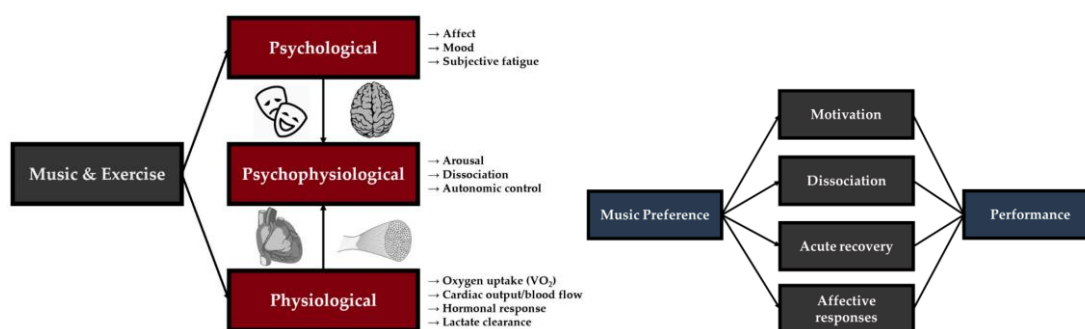 Psychological
→ Affect
→ Mood
→ Subjective fatigue
Music & Exercise
Psychophysiological
→ Arousal
→ Dissociation
→ Autonomic control
Physiological
→ Oxygen uptake (VO₂)
→ Cardiac output/blood flow
→ Hormonal response
→ Lactate clearance
Music Preference
Motivation
Dissociation
Acute recovery
Affective
responses
Performance